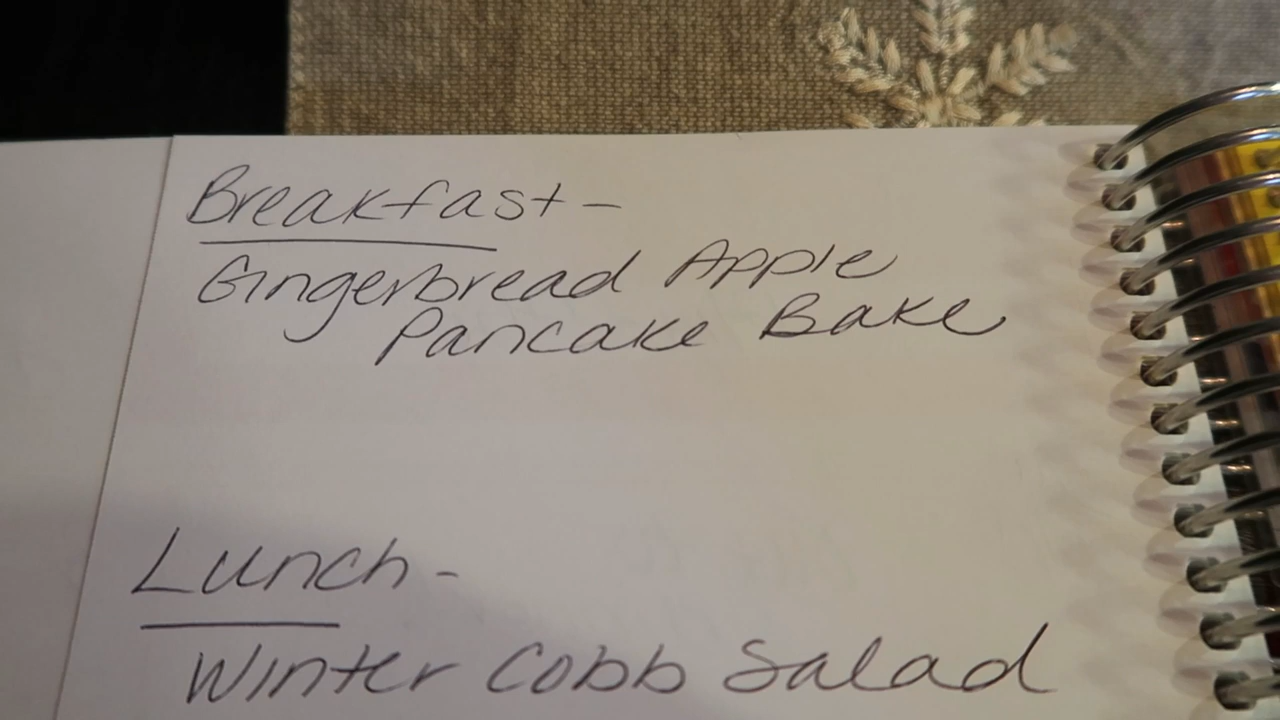 Breakfast -
Gingerbread Apple
Pancake Bake
Lunch -
Winter Cobb Salad